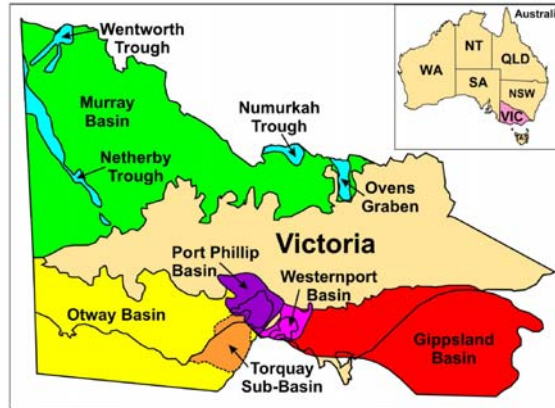 Wentworth
Trough
Murray
Basin
Netherby
Trough
Numurkah
Trough
Ovens
Graben
Victoria
Port Phillip
Basin
Westernport
Basin
Otway Basin
Gippsland
Basin
Torquay
Sub-Basin
Australi
WA
NT
QLD
SA
NSW
VIC